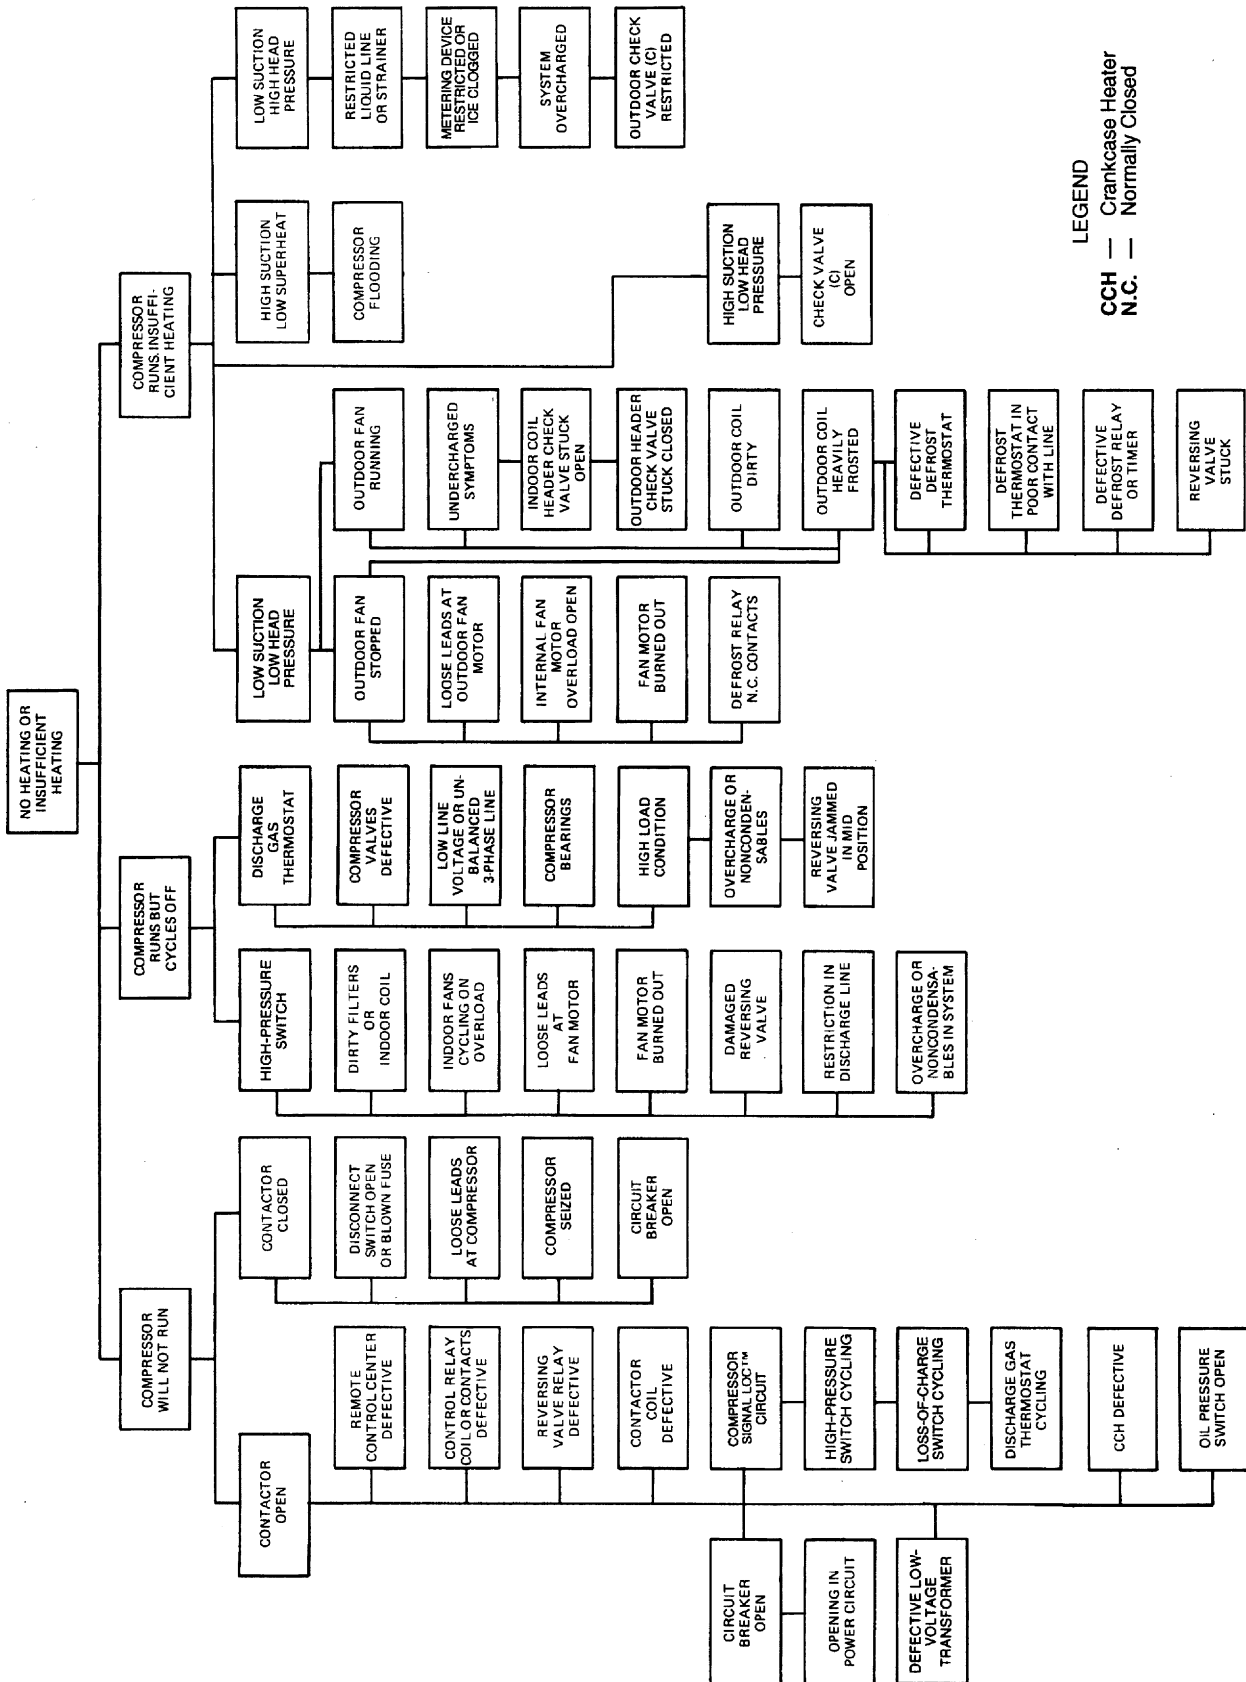 NO HEATING OR
INSUFFICIENT
HEATING
COMPRESSOR
WILL NOT RUN
COMPRESSOR
RUNS BUT
CYCLES OFF
COMPRESSOR
RUNS.INSUFFI-
CIENT HEATING
CONTACTOR
OPEN
REMOTE
CONTROL CENTER
DEFECTIVE
CONTROL RELAY
COIL OR CONTACTS
DEFECTIVE
REVERSING
VALVE RELAY
DEFECTIVE
CONTACTOR
COIL
DEFECTIVE
COMPRESSOR
SIGNAL LOC™
CIRCUIT
HIGH-PRESSURE
SWITCH CYCLING
LOSS-OF-CHARGE
SWITCH CYCLING
DISCHARGE GAS
THERMOSTAT
CYCLING
CCH DEFECTIVE
OIL PRESSURE
SWITCH OPEN
CIRCUIT
BREAKER
OPEN
OPENING IN
POWER CIRCUIT
DEFECTIVE LOW-
VOLTAGE
TRANSFORMER
CONTACTOR
CLOSED
DISCONNECT
SWITCH OPEN
OR BLOWN FUSE
LOOSE LEADS
AT COMPRESSOR
COMPRESSOR
SEIZED
CIRCUIT
BREAKER
OPEN
HIGH-PRESSURE
SWITCH
DIRTY FILTERS
OR
INDOOR COIL
INDOOR FANS
CYCLING ON
OVERLOAD
LOOSE LEADS
AT
FAN MOTOR
FAN MOTOR
BURNED OUT
DAMAGED
REVERSING
VALVE
RESTRICTION IN
DISCHARGE LINE
OVERCHARGE OR
NONCONDENSA-
BLES IN SYSTEM
DISCHARGE
GAS
THERMOSTAT
COMPRESSOR
VALVES
DEFECTIVE
LOW LINE
VOLTAGE OR UN-
BALANCED
3-PHASE LINE
COMPRESSOR
BEARINGS
HIGH LOAD
CONDITION
OVERCHARGE OR
NONCONDEN-
SABLES
REVERSING
VALVE JAMMED
IN MID
POSITION
LOW SUCTION
LOW HEAD
PRESSURE
OUTDOOR FAN
STOPPED
LOOSE LEADS AT
OUTDOOR FAN
MOTOR
INTERNAL FAN
MOTOR
OVERLOAD OPEN
FAN MOTOR
BURNED OUT
DEFROST RELAY
N.C. CONTACTS
OUTDOOR FAN
RUNNING
UNDERCHARGED
SYMPTOMS
INDOOR COIL
HEADER CHECK
VALVE STUCK
OPEN
OUTDOOR HEADER
CHECK VALVE
STUCK CLOSED
OUTDOOR COIL
DIRTY
OUTDOOR COIL
HEAVILY
FROSTED
DEFECTIVE
DEFROST
THERMOSTAT
DEFROST
THERMOSTAT IN
POOR CONTACT
WITH LINE
DEFECTIVE
DEFROST RELAY
OR TIMER
REVERSING
VALVE
STUCK
HIGH SUCTION
LOW SUPERHEAT
COMPRESSOR
FLOODING
HIGH SUCTION
LOW HEAD
PRESSURE
CHECK VALVE
(C)
OPEN
LOW SUCTION
HIGH HEAD
PRESSURE
RESTRICTED
LIQUID LINE
OR STRAINER
METERING DEVICE
RESTRICTED OR
ICE CLOGGED
SYSTEM
OVERCHARGED
OUTDOOR CHECK
VALVE (C)
RESTRICTED
LEGEND
CCH — Crankcase Heater
N.C. — Normally Closed